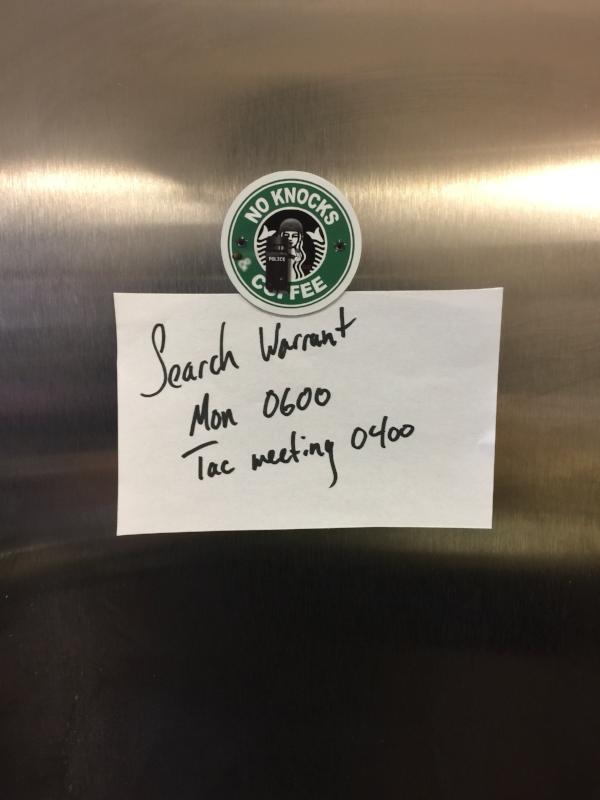 NO KNOCKS
POLICE
& COFFEE
Search Warrant
Mon 0600
Tac meeting 0400